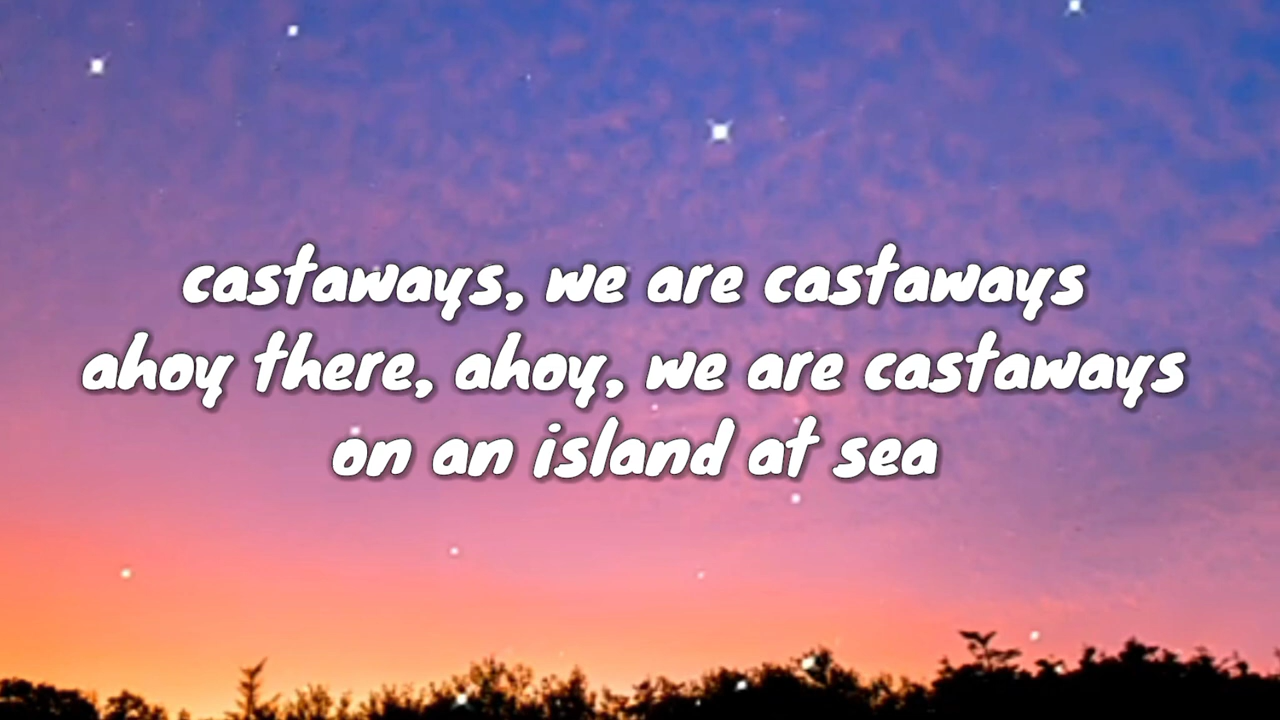 castaways, we are castaways
ahoy there, ahoy, we are castaways
on an island at sea